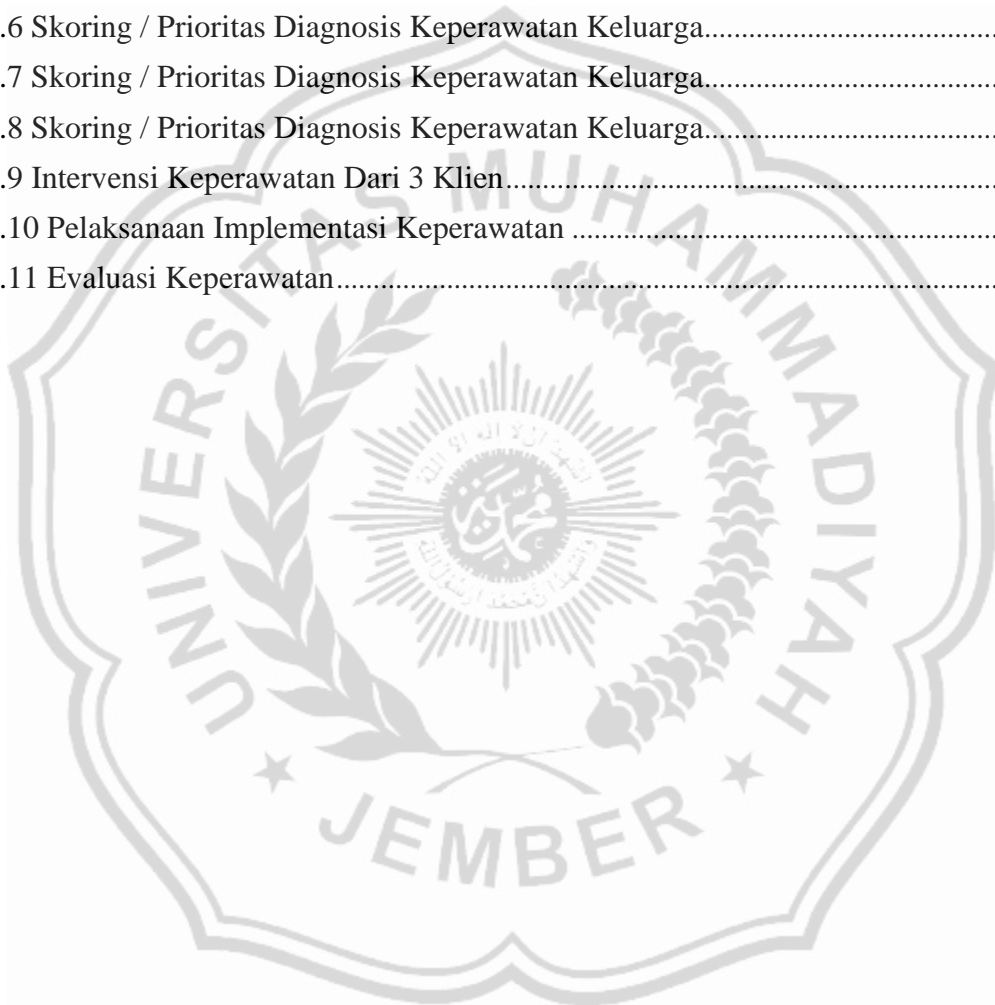 .6 Skoring / Prioritas Diagnosis Keperawatan Keluarga....................................
.7 Skoring / Prioritas Diagnosis Keperawatan Keluarga....................................
.8 Skoring / Prioritas Diagnosis Keperawatan Keluarga....................................
.9 Intervensi Keperawatan Dari 3 Klien..............................................................
.10 Pelaksanaan Implementasi Keperawatan .....................................................
.11 Evaluasi Keperawatan....................................................................................
UNIVERSITAS MUHAMMADIYAH
JEMBER